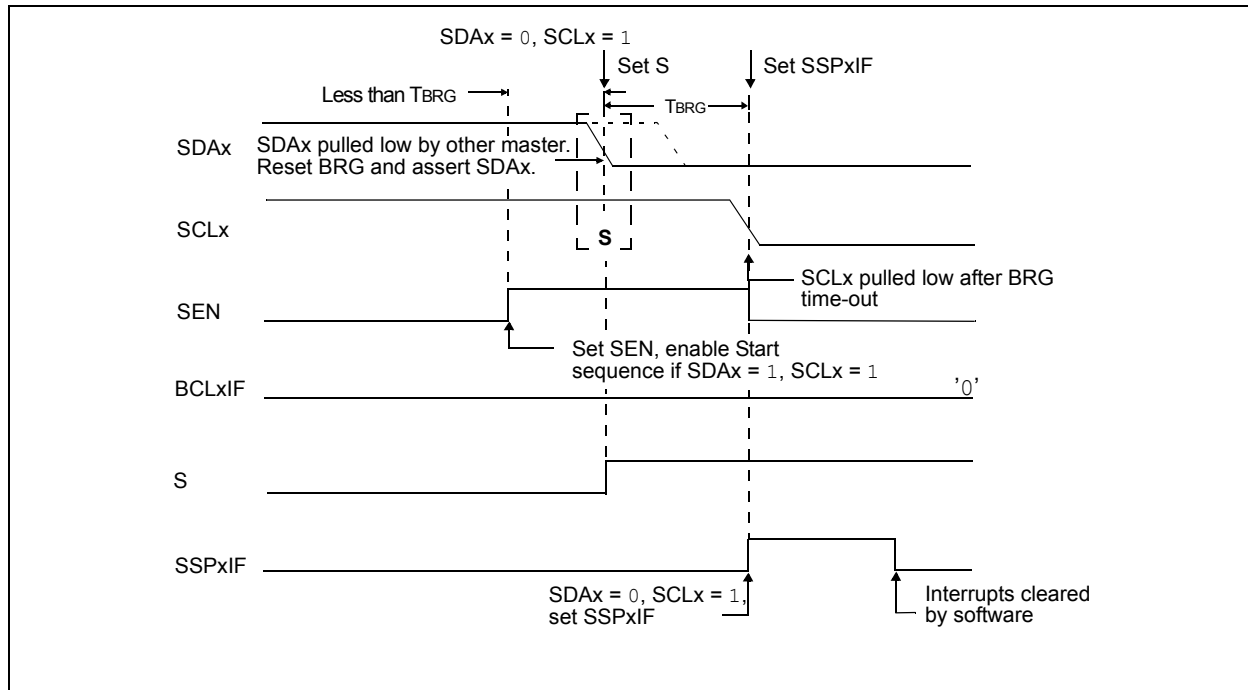 SDAx = 0, SCLx = 1
Set S
Set SSPxIF
Less than TBRG
TBRG
SDAx
SDAx pulled low by other master.
Reset BRG and assert SDAx.
SCLx
S
SCLx pulled low after BRG
time-out
SEN
Set SEN, enable Start
sequence if SDAx = 1, SCLx = 1
BCLxIF
'0'
S
SSPxIF
SDAx = 0, SCLx = 1,
set SSPxIF
Interrupts cleared
by software